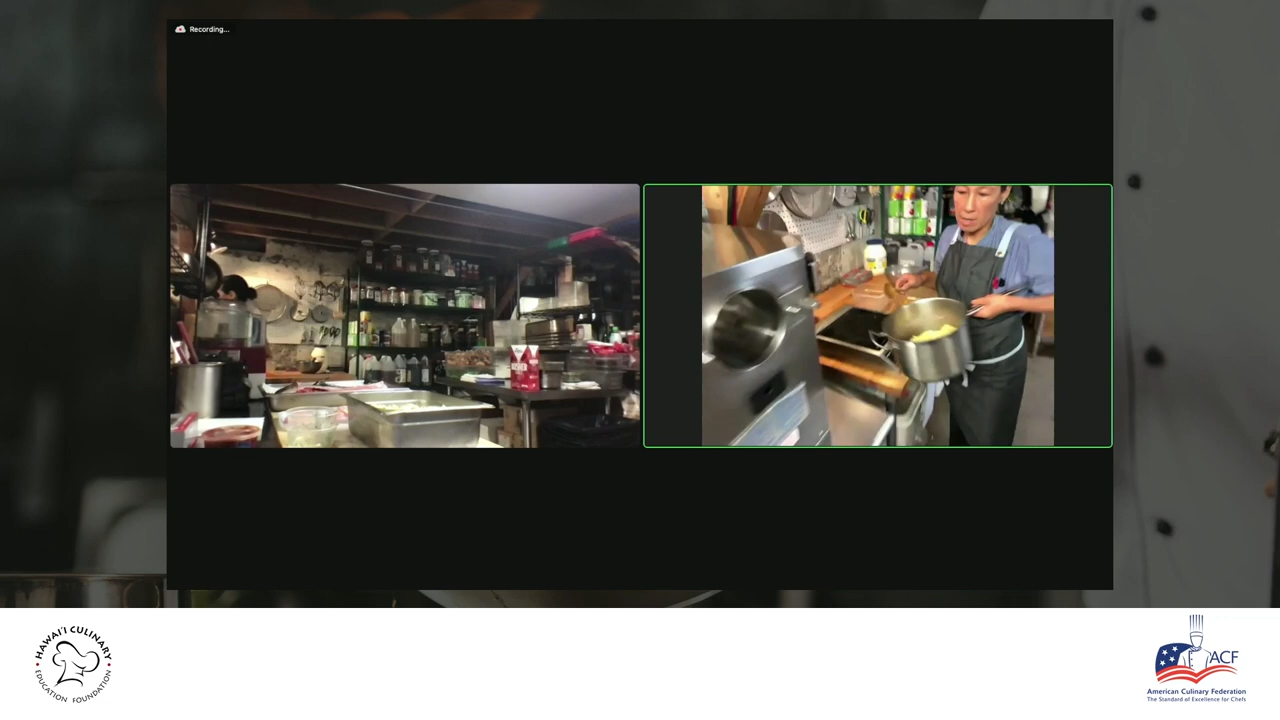 Recording...
HAWAI'I CULINARY
EDUCATION FOUNDATION
ACF
American Culinary Federation
The Standard of Excellence for Chefs